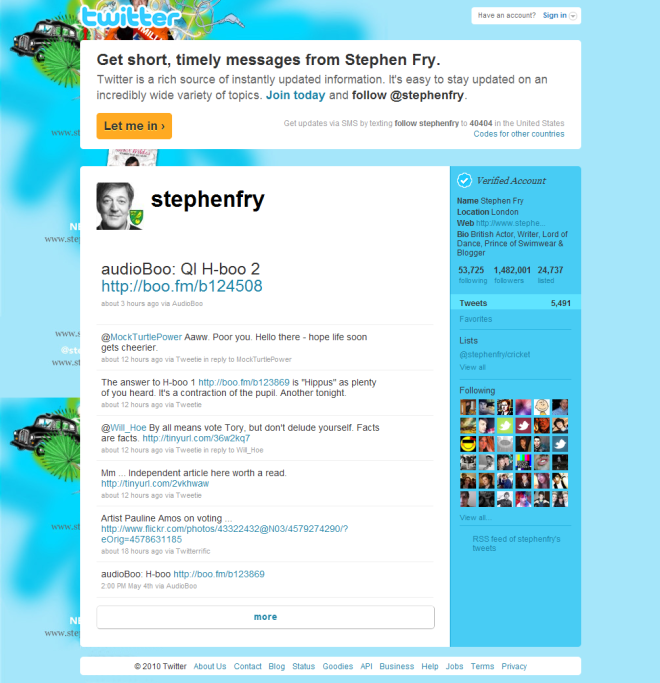 twitter
Have an account? Sign in
Get short, timely messages from Stephen Fry.
Twitter is a rich source of instantly updated information. It's easy to stay updated on an
incredibly wide variety of topics. Join today and follow @stephenfry.
Let me in ›
Get updates via SMS by texting follow stephenfry to 40404 in the United States
Codes for other countries
stephenfry
audioBoo: QI H-boo 2
http://boo.fm/b124508
about 3 hours ago via AudioBoo
@MockTurtlePower Aaww. Poor you. Hello there - hope life soon
gets cheerier.
about 12 hours ago via Tweetie in reply to MockTurtlePower
The answer to H-boo 1 http://boo.fm/b123869 is "Hippus" as plenty
of you heard. It's a contraction of the pupil. Another tonight.
about 12 hours ago via Tweetie
@Will_Hoe By all means vote Tory, but don't delude yourself. Facts
are facts. http://tinyurl.com/36w2kq7
about 12 hours ago via Tweetie in reply to Will_Hoe
Mm ... Independent article here worth a read.
http://tinyurl.com/2vkhwaw
about 12 hours ago via Tweetie
Artist Pauline Amos on voting ...
http://www.flickr.com/photos/43322432@N03/4579274290/?
eOrig=4578631185
about 18 hours ago via Twitterrific
audioBoo: H-boo http://boo.fm/b123869
2:00 PM May 4th via AudioBoo
more
Verified Account
Name Stephen Fry
Location London
Web http://www.stephe...
Bio British Actor, Writer, Lord of
Dance, Prince of Swimwear &
Blogger
53,725 1,482,001 24,737
following followers listed
Tweets 5,491
Favorites
Lists
@stephenfry/cricket
View all
Following
View all...
RSS feed of stephenfry's
tweets
© 2010 Twitter About Us Contact Blog Status Goodies API Business Help Jobs Terms Privacy